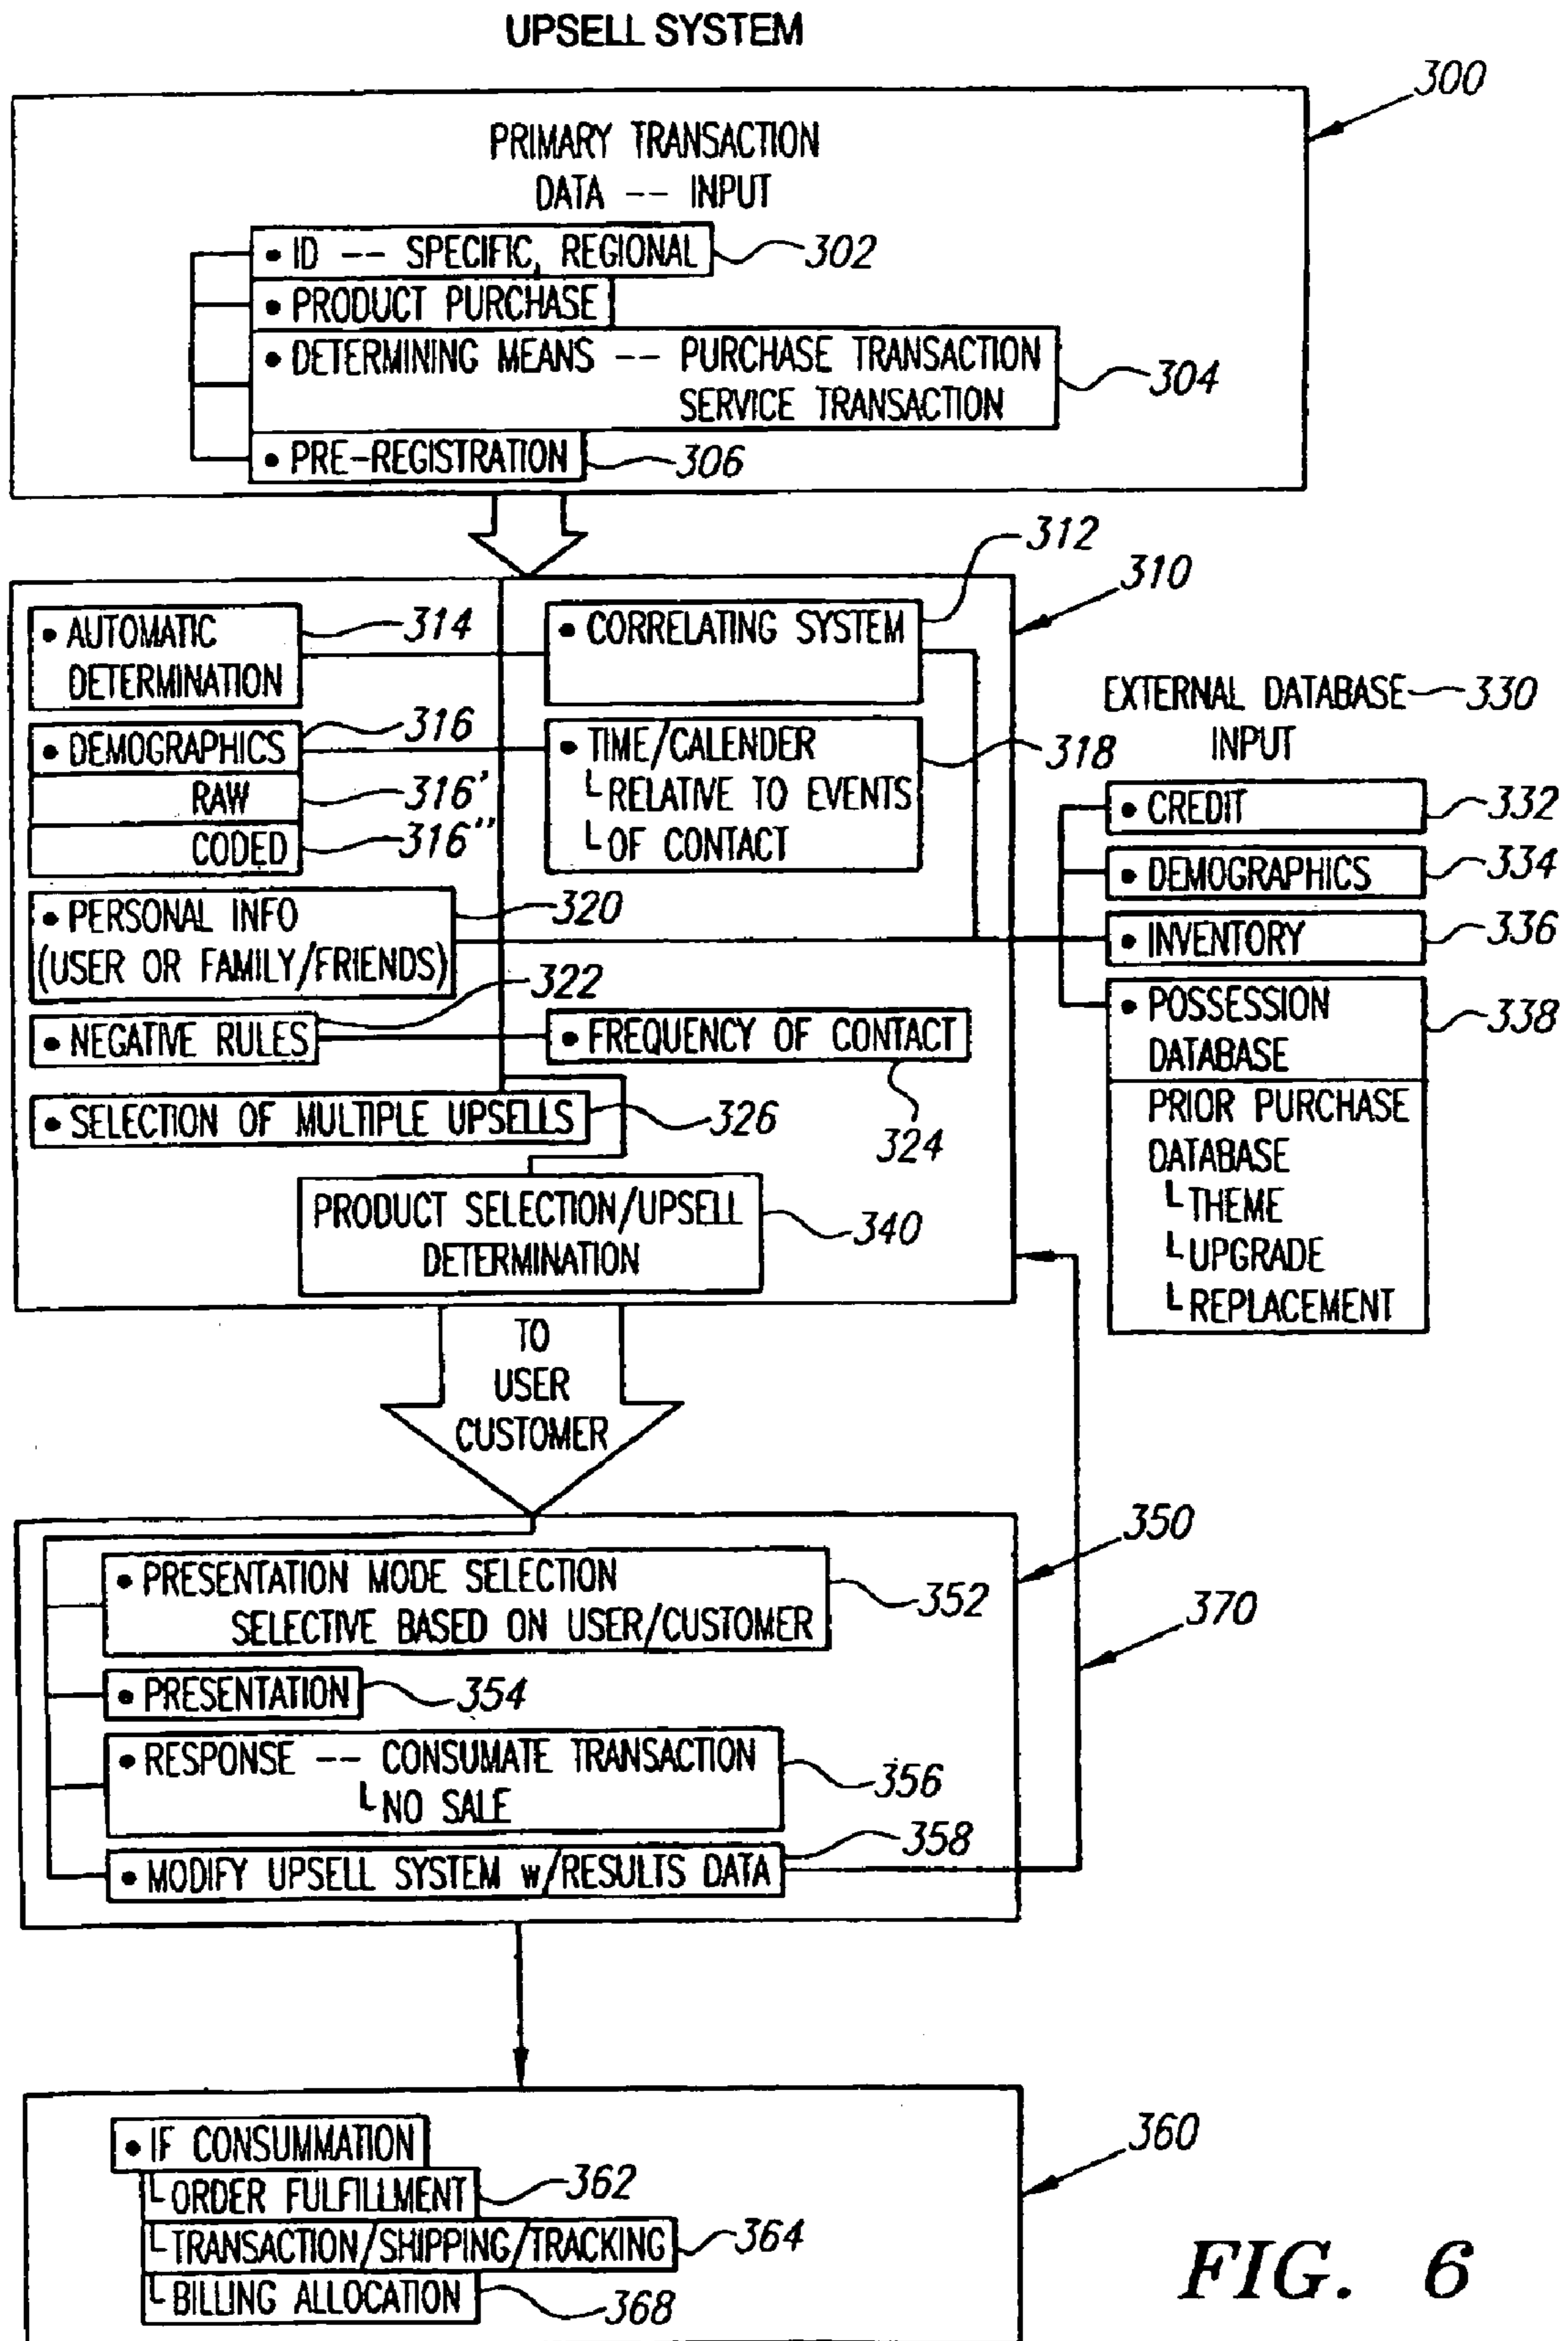 UPSELL SYSTEM
300
PRIMARY TRANSACTION
DATA -- INPUT
• ID -- SPECIFIC, REGIONAL
302
• PRODUCT PURCHASE
• DETERMINING MEANS -- PURCHASE TRANSACTION
SERVICE TRANSACTION
304
• PRE-REGISTRATION
306
310
312
• AUTOMATIC
DETERMINATION
314
• CORRELATING SYSTEM
• DEMOGRAPHICS
316
RAW
316'
CODED
316"
• TIME/CALENDER
└ RELATIVE TO EVENTS
└ OF CONTACT
318
• PERSONAL INFO
(USER OR FAMILY/FRIENDS)
320
• NEGATIVE RULES
322
• FREQUENCY OF CONTACT
324
• SELECTION OF MULTIPLE UPSELLS
326
PRODUCT SELECTION/UPSELL
DETERMINATION
340
EXTERNAL DATABASE
330
INPUT
• CREDIT
332
• DEMOGRAPHICS
334
• INVENTORY
336
• POSSESSION
DATABASE
338
PRIOR PURCHASE
DATABASE
└ THEME
└ UPGRADE
└ REPLACEMENT
TO
USER
CUSTOMER
350
• PRESENTATION MODE SELECTION
SELECTIVE BASED ON USER/CUSTOMER
352
370
• PRESENTATION
354
• RESPONSE -- CONSUMATE TRANSACTION
└ NO SALE
356
• MODIFY UPSELL SYSTEM w/RESULTS DATA
358
360
• IF CONSUMMATION
└ ORDER FULFILLMENT
362
└ TRANSACTION/SHIPPING/TRACKING
364
└ BILLING ALLOCATION
368
FIG. 6